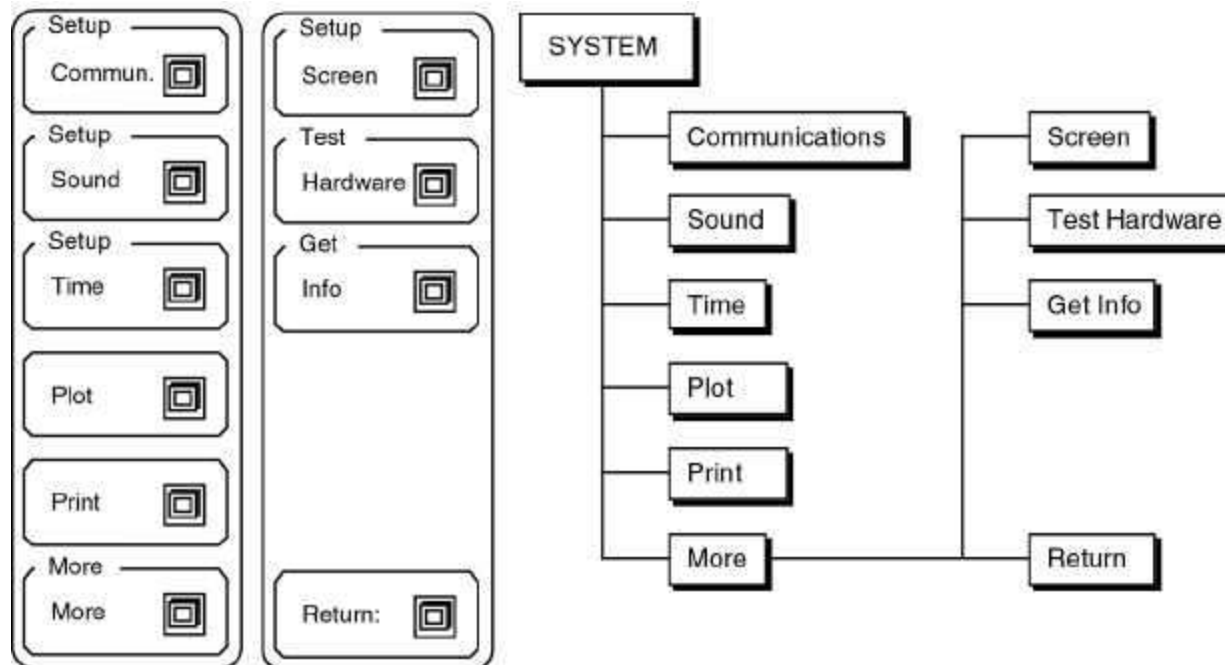 Setup
Commun.
Setup
Sound
Setup
Time
Plot
Print
More
More
Setup
Screen
Test
Hardware
Get
Info
Return:
SYSTEM
Communications
Sound
Time
Plot
Print
More
Screen
Test Hardware
Get Info
Return